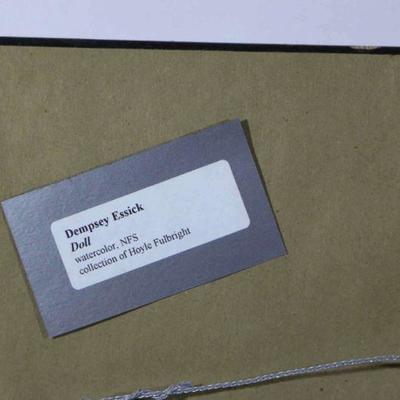 Dempsey Essick
Doll
watercolor, NFS
collection of Hoyle Fulbright